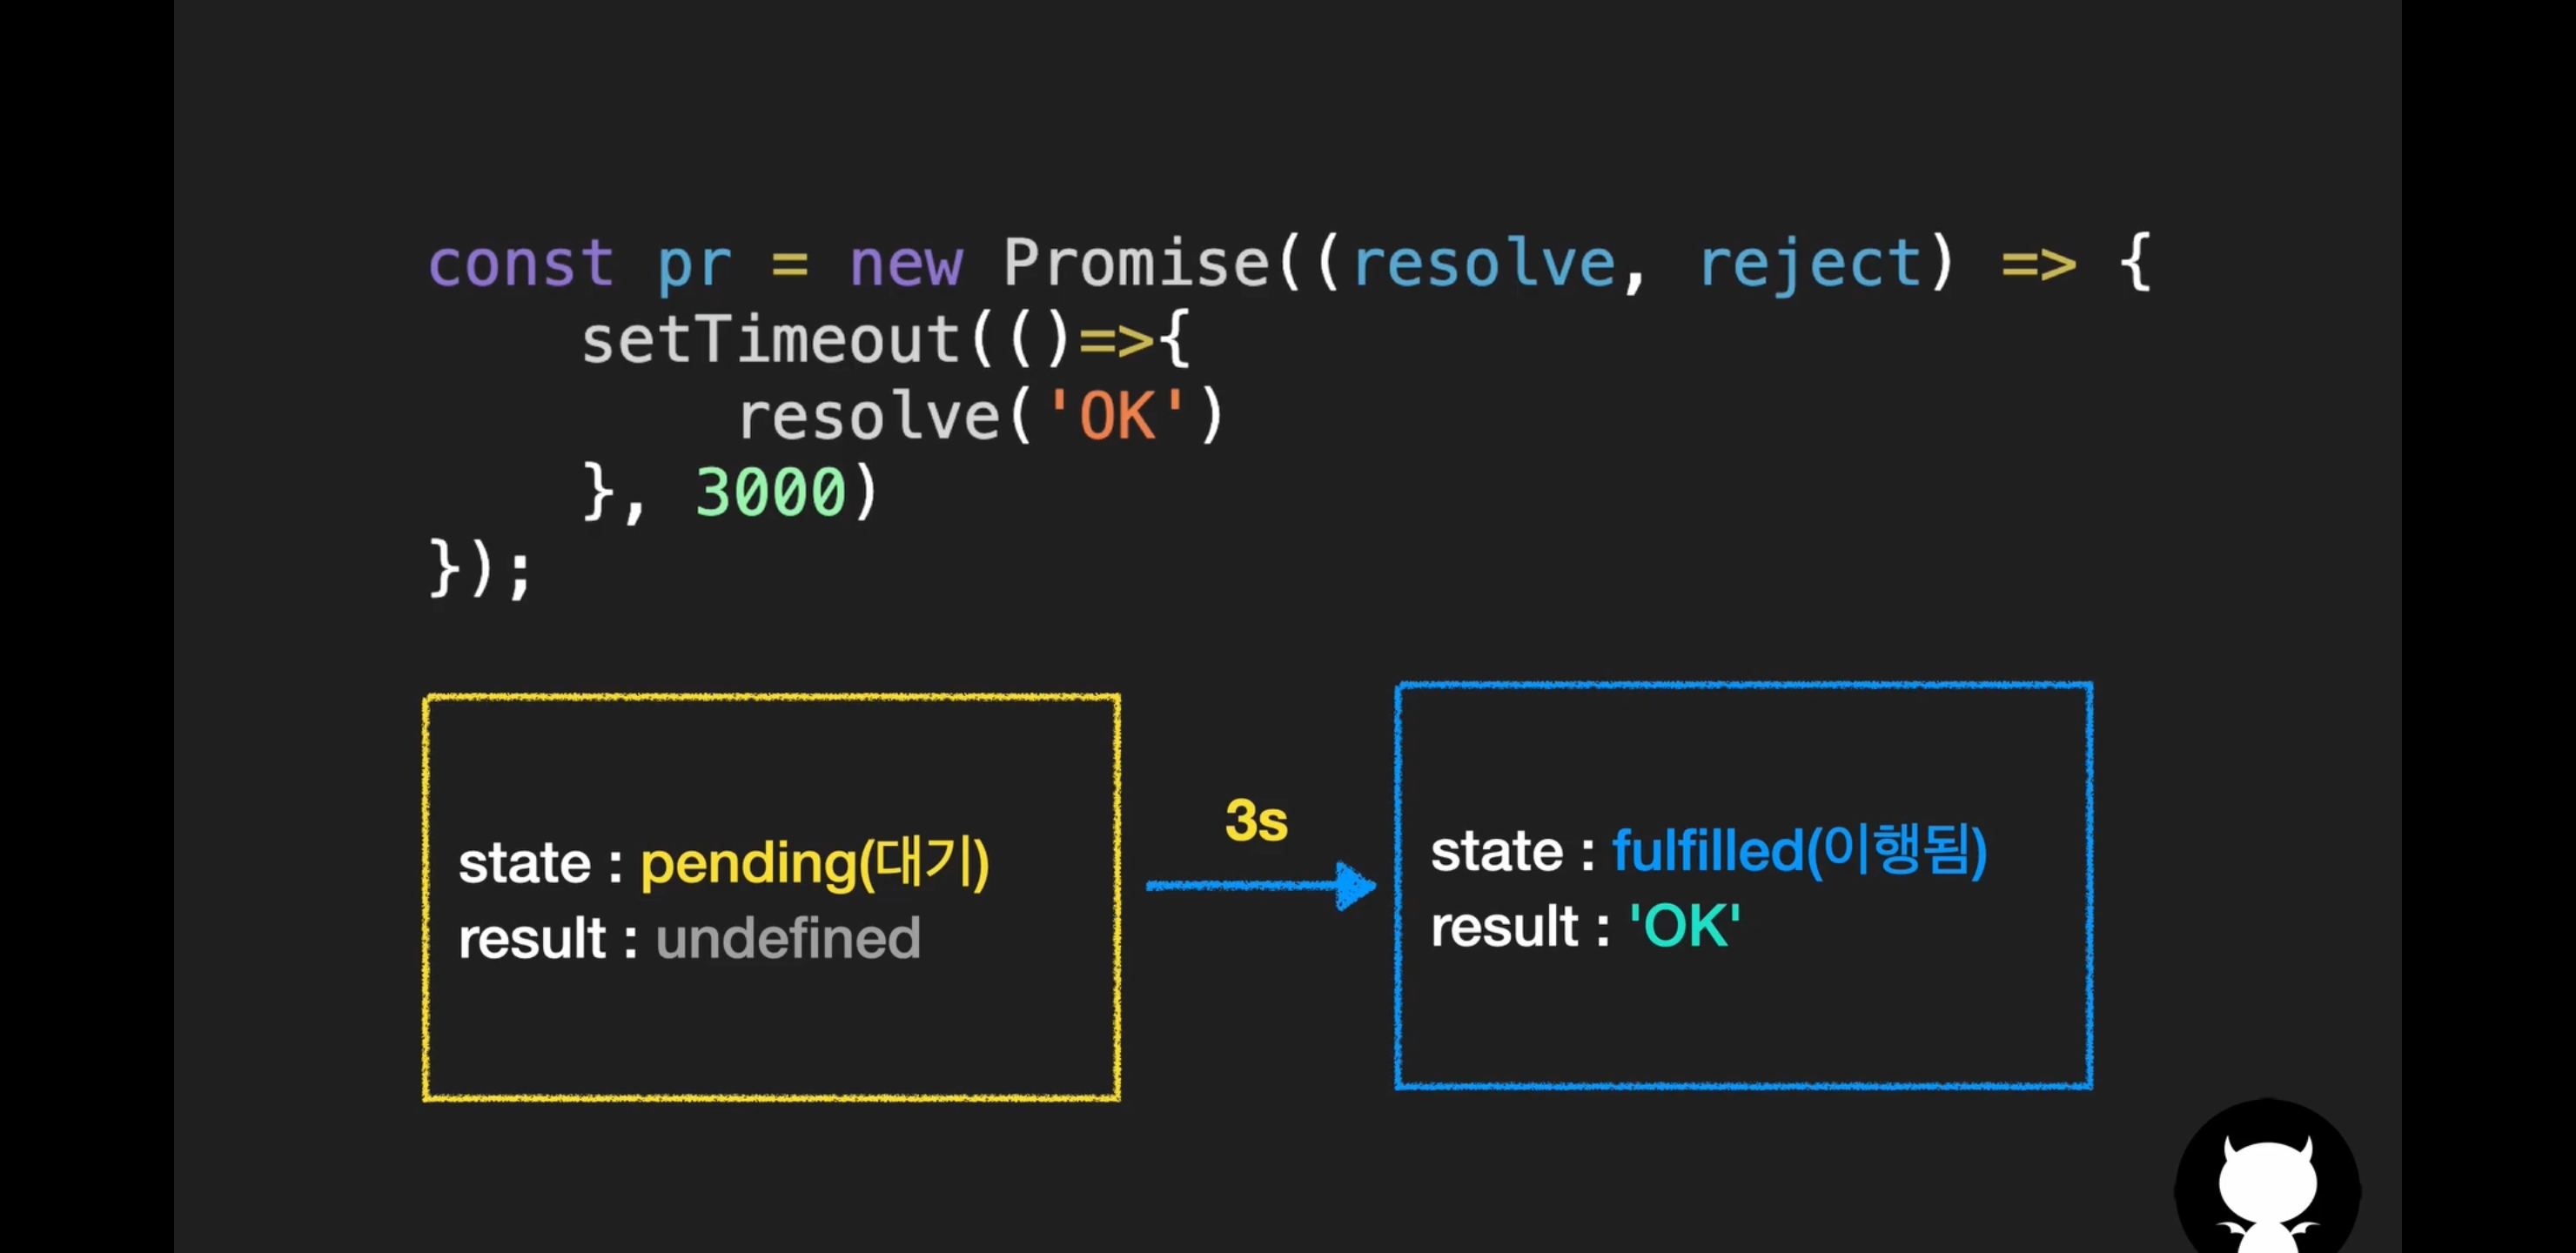 const pr = new Promise((resolve, reject) => {
    setTimeout(()=>{
        resolve('OK')
    }, 3000)
});
state : pending(대기)
result : undefined
3s
state : fulfilled(이행됨)
result : 'OK'